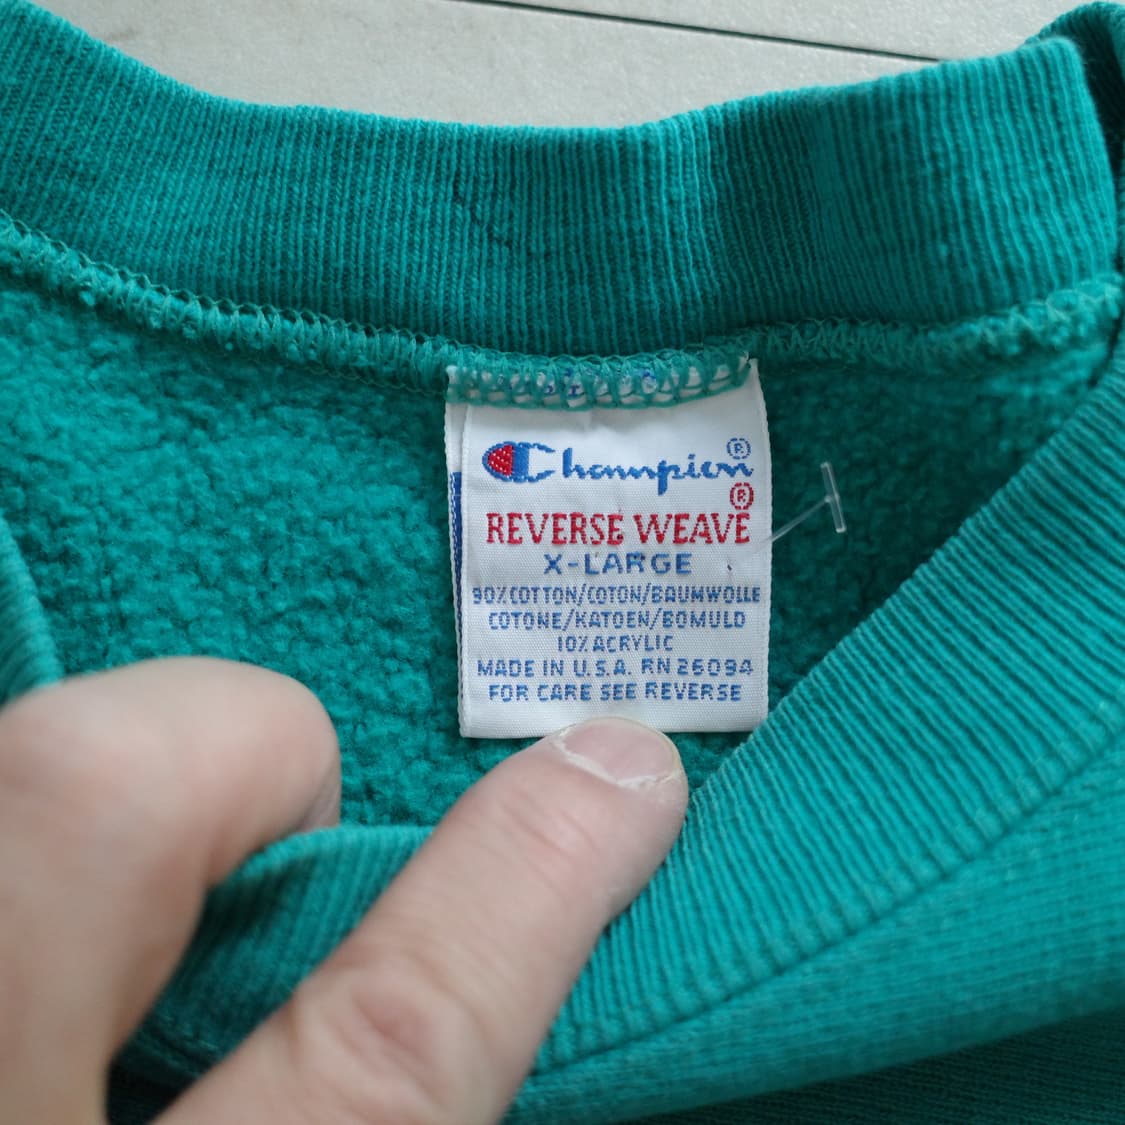 Champion®
®
REVERSE WEAVE
X-LARGE
90% COTTON/COTON/BAUMWOLLE
COTONE/KATOEN/BOMULD
10% ACRYLIC
MADE IN U.S.A. RN 26094
FOR CARE SEE REVERSE